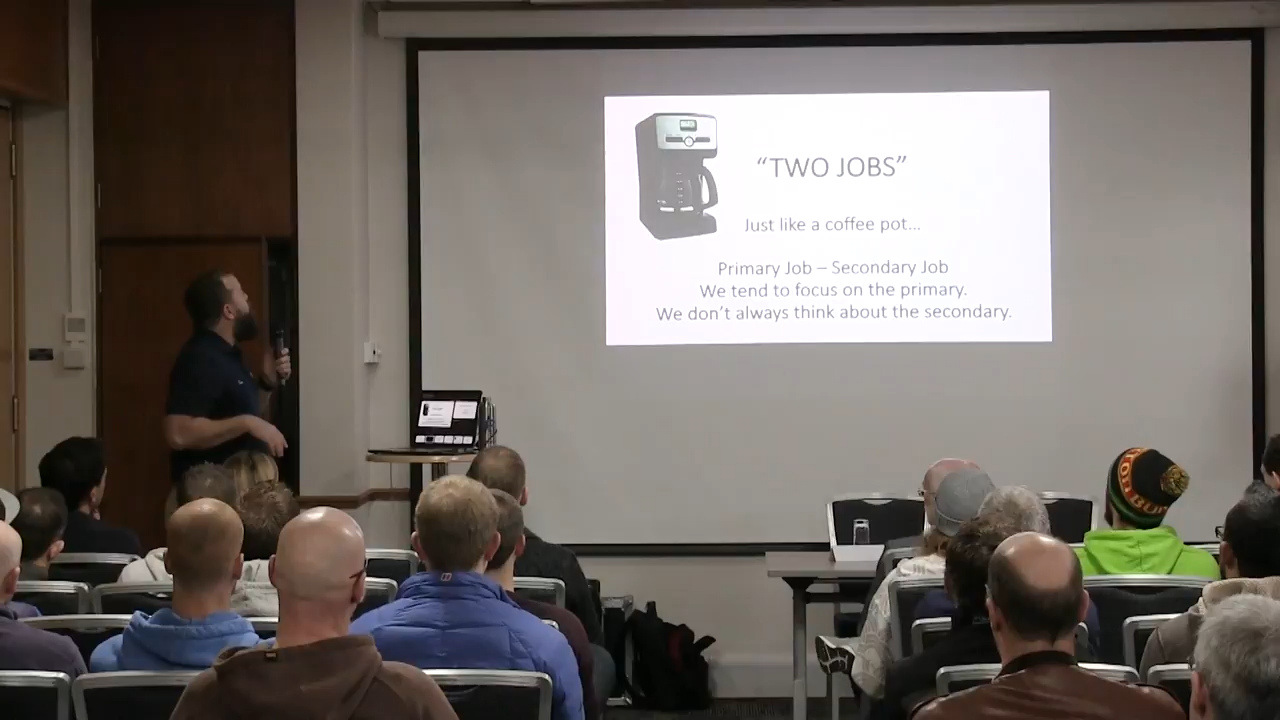 “TWO JOBS”
Just like a coffee pot...
Primary Job – Secondary Job
We tend to focus on the primary.
We don’t always think about the secondary.